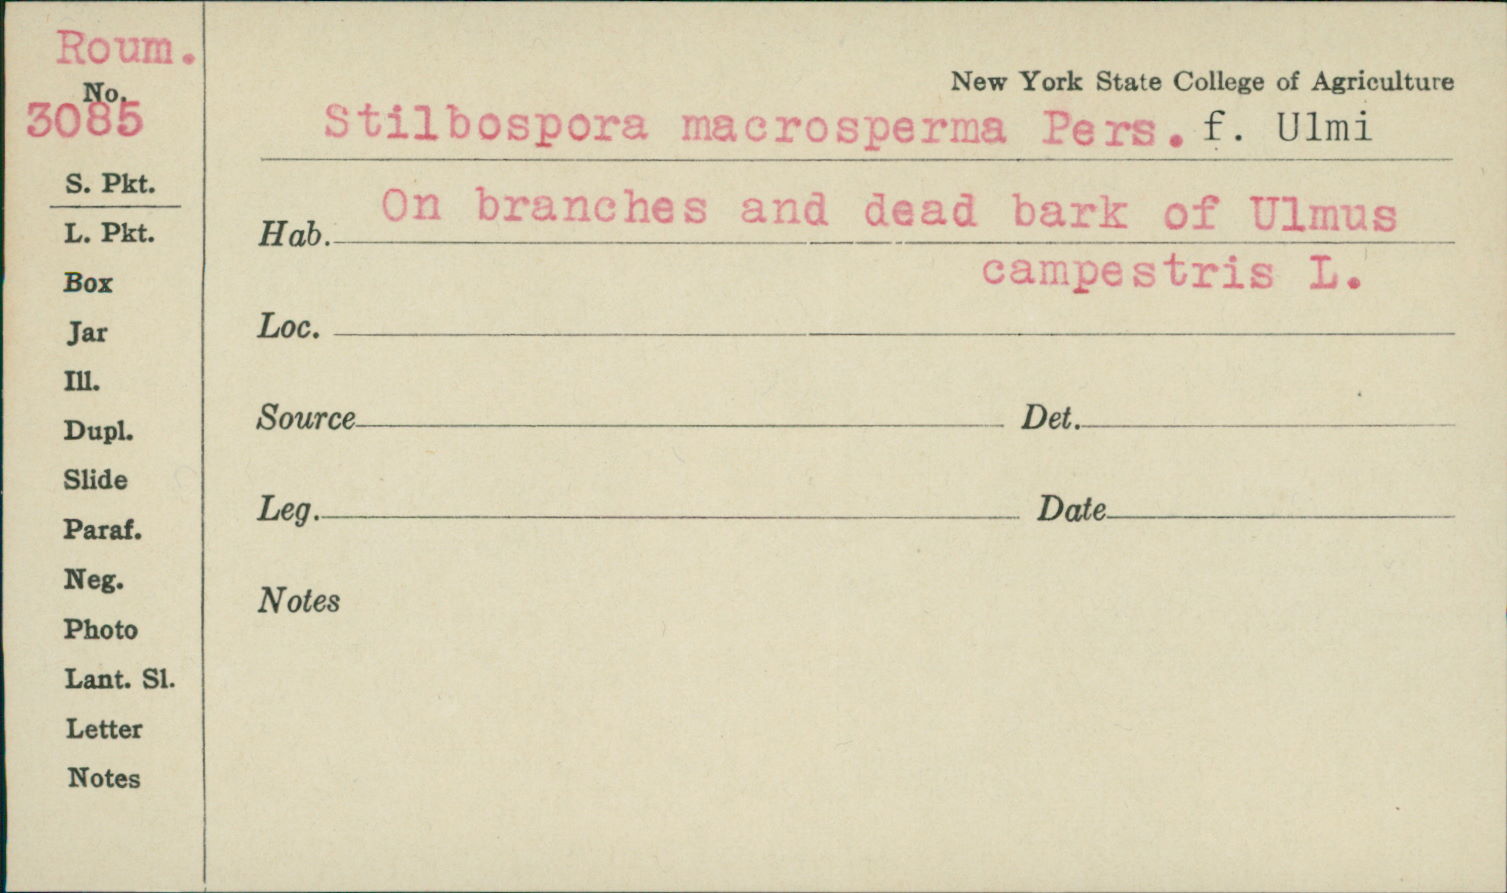 Roum.
No.
3085
S. Pkt.
L. Pkt.
Box
Jar
Ill.
Dupl.
Slide
Paraf.
Neg.
Photo
Lant. Sl.
Letter
Notes
New York State College of Agriculture
Stilbospora macrosperma Pers. f. Ulmi
Hab. On branches and dead bark of Ulmus
campestris L.
Loc.
Source Det.
Leg. Date
Notes